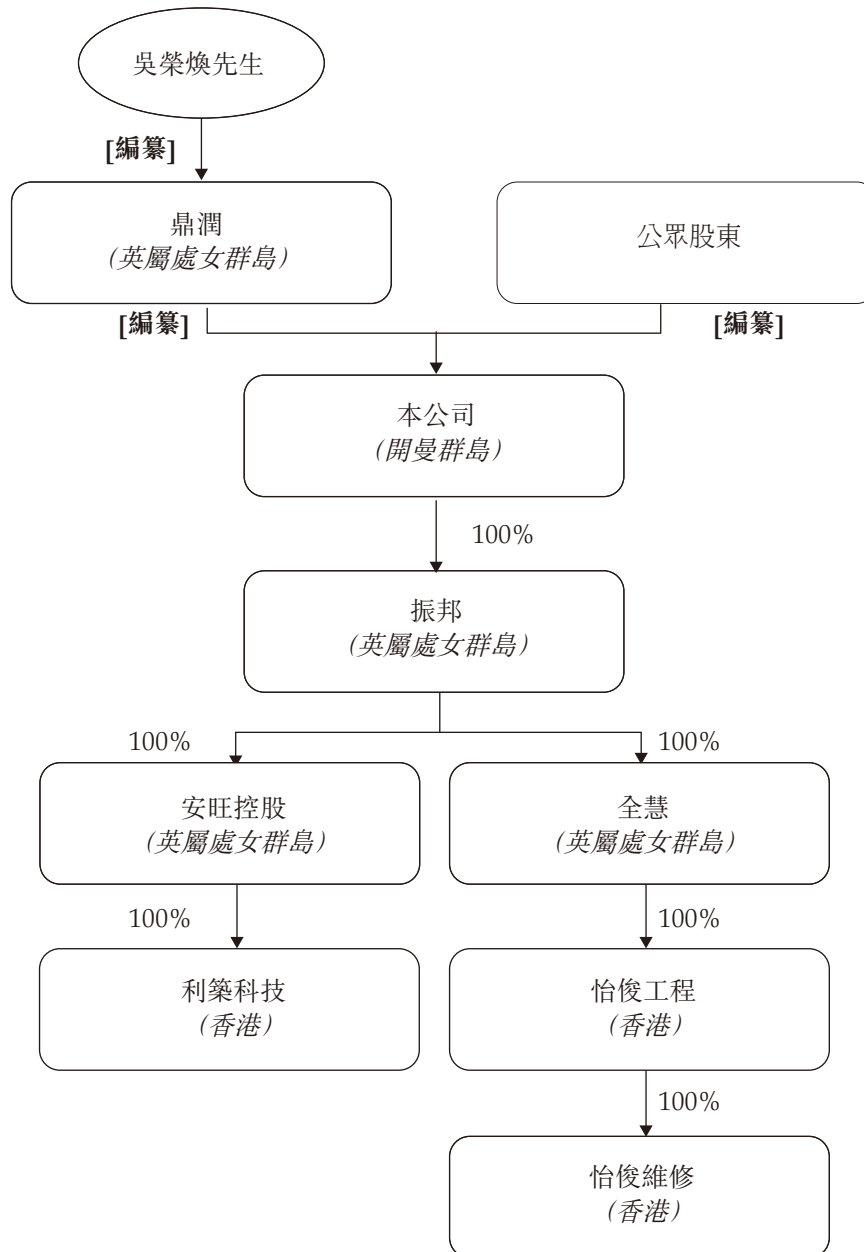 吳榮煥先生
[編纂]
鼎潤
(英屬處女群島)
公眾股東
[編纂]
[編纂]
本公司
(開曼群島)
100%
振邦
(英屬處女群島)
100%
100%
安旺控股
(英屬處女群島)
全慧
(英屬處女群島)
100%
100%
利築科技
(香港)
怡俊工程
(香港)
100%
怡俊維修
(香港)